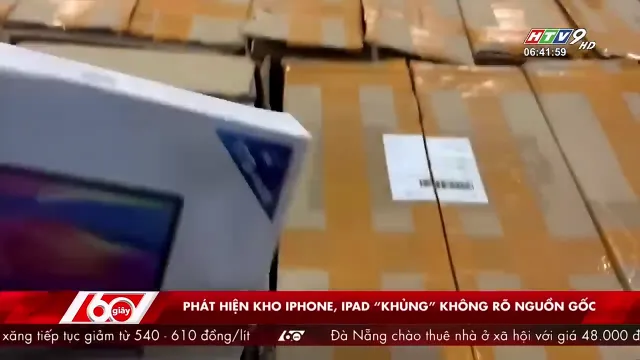 HTV9 HD
06:41:59
60 giây
PHÁT HIỆN KHO IPHONE, IPAD “KHỦNG” KHÔNG RÕ NGUỒN GỐC
xăng tiếp tục giảm từ 540 - 610 đồng/lít 60 Đà Nẵng chào thuê nhà ở xã hội với giá 48.000 đ